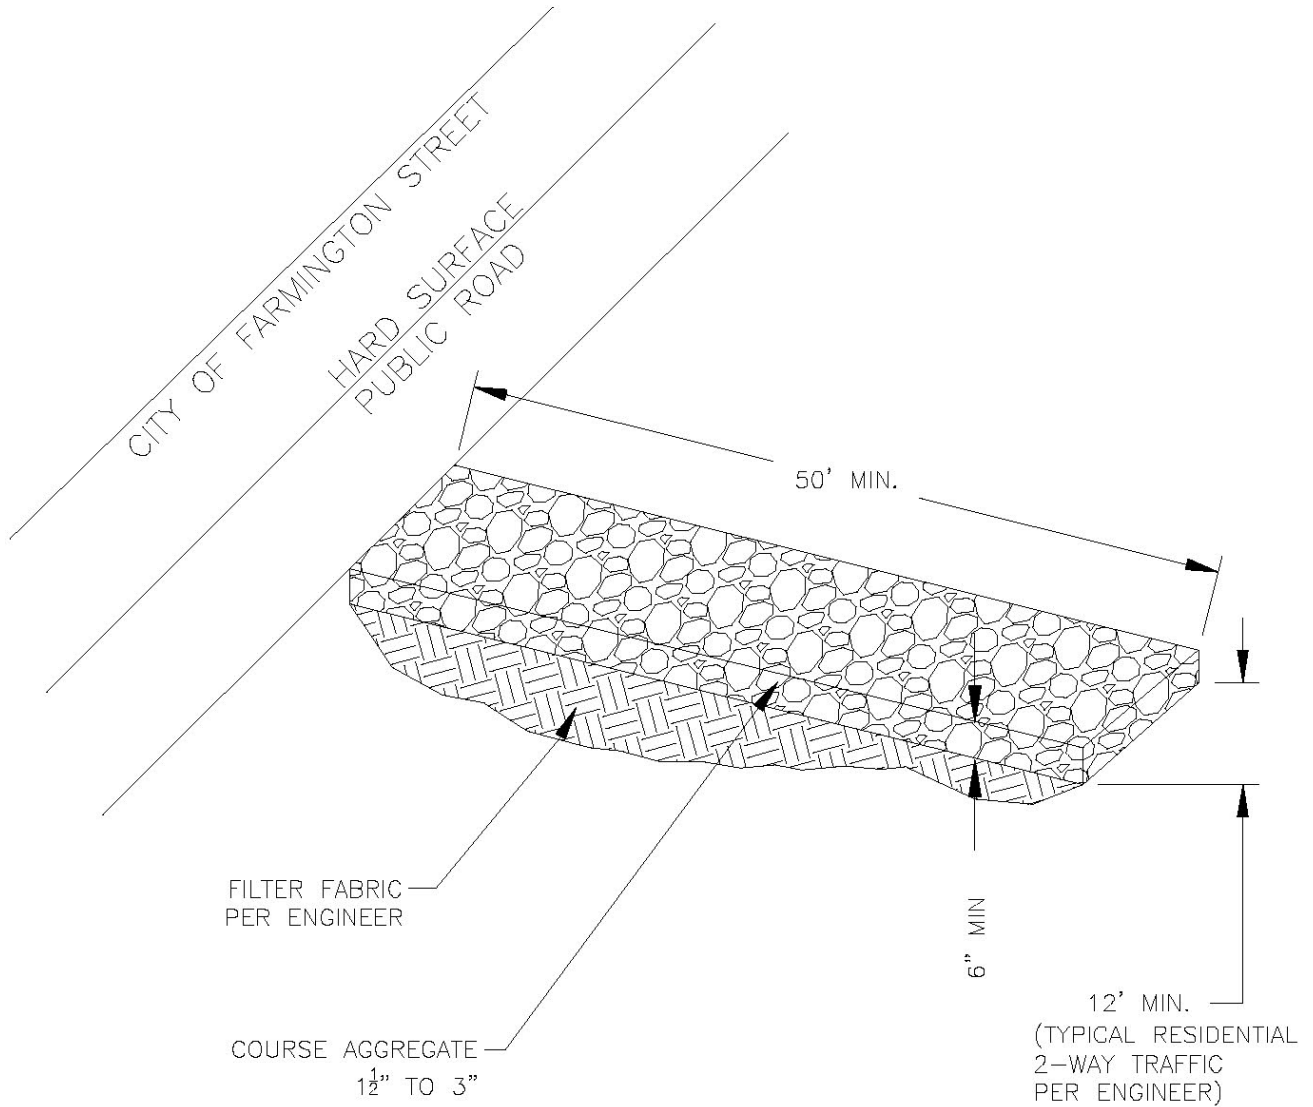 CITY OF FARMINGTON STREET
HARD SURFACE
PUBLIC ROAD
50' MIN.
FILTER FABRIC
PER ENGINEER
6" MIN
12' MIN.
(TYPICAL RESIDENTIAL
2-WAY TRAFFIC
PER ENGINEER)
COURSE AGGREGATE
1½" TO 3"